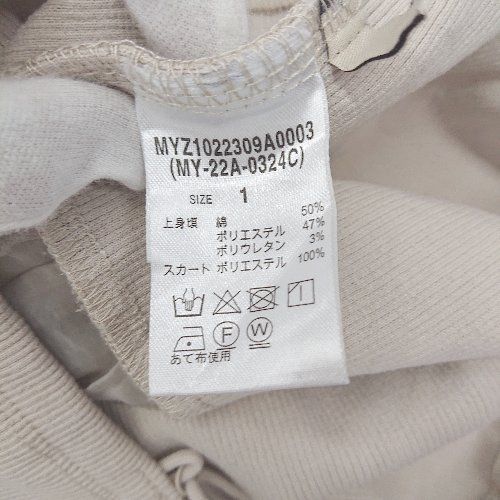 MYZ1022309A0003
(MY-22A-0324C)
SIZE 1
上身頃 綿 50%
ポリエステル 47%
ポリウレタン 3%
スカート ポリエステル 100%
F W
あて布使用